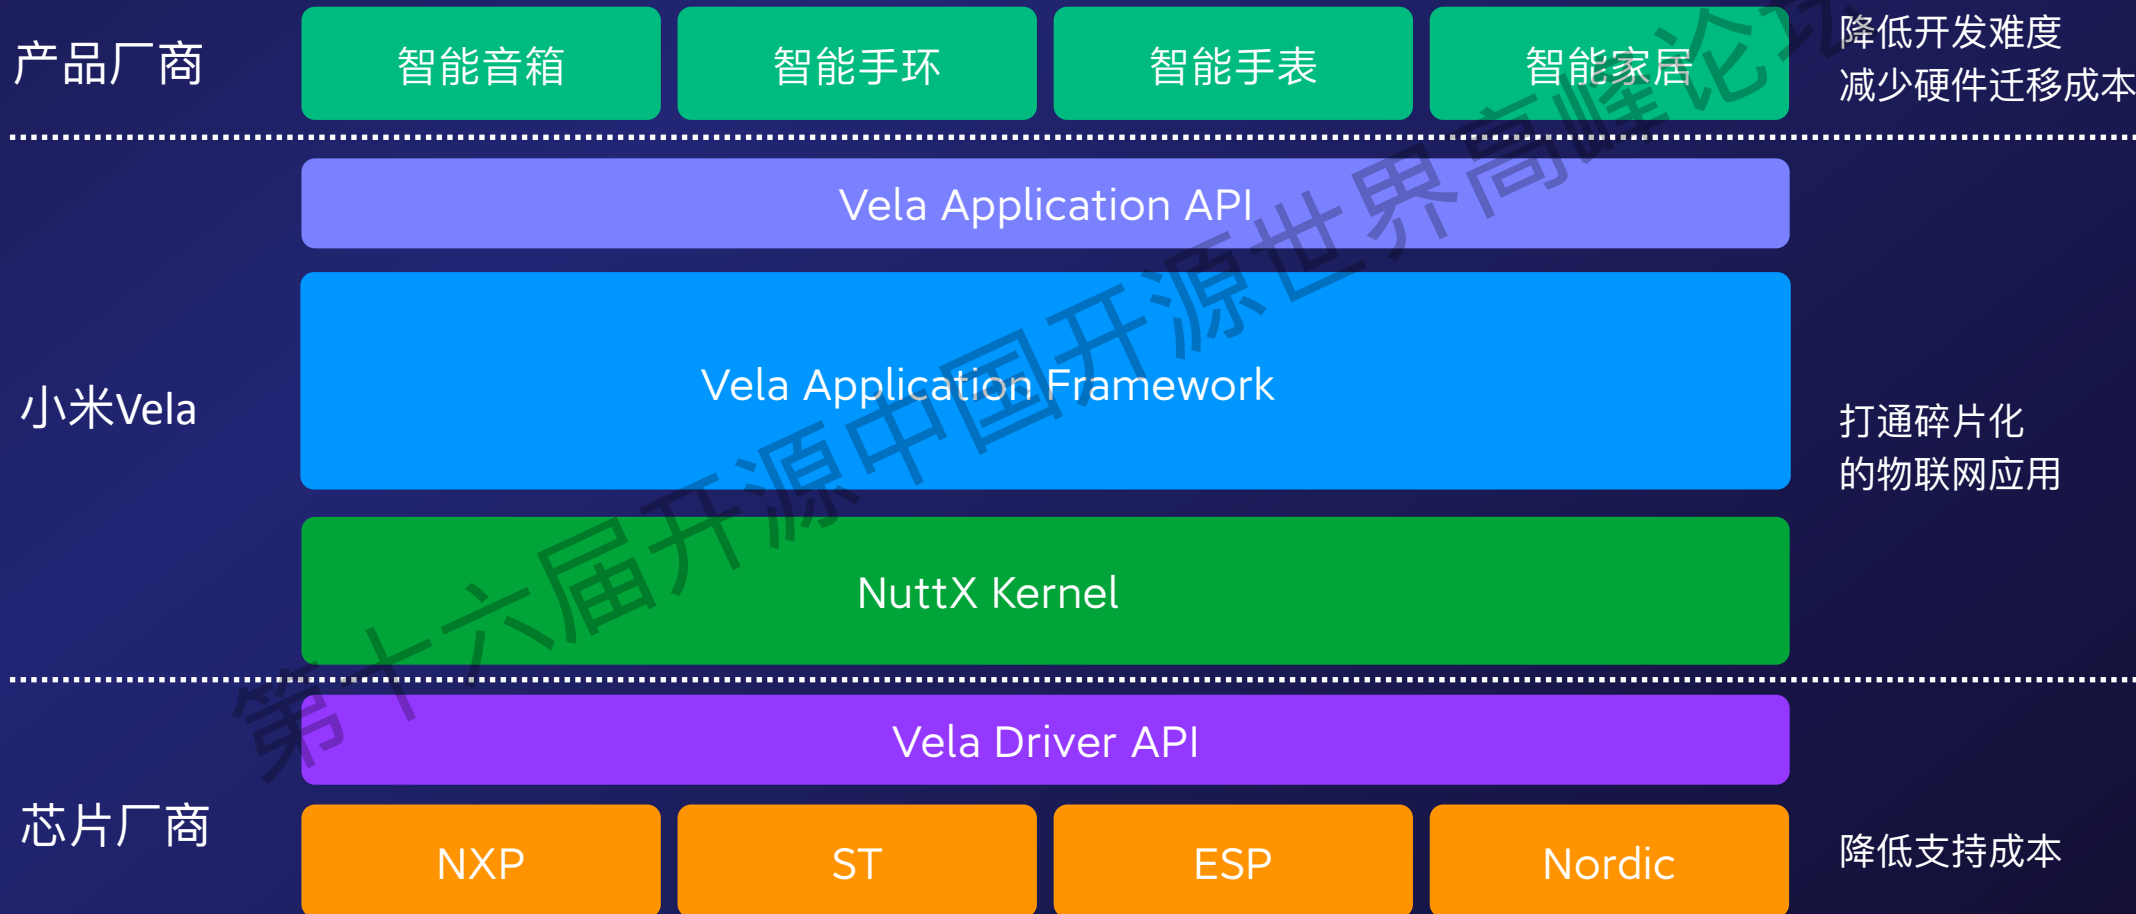 产品厂商
智能音箱
智能手环
智能手表
智能家居
降低开发难度
减少硬件迁移成本
Vela Application API
小米Vela
Vela Application Framework
打通碎片化
的物联网应用
NuttX Kernel
Vela Driver API
芯片厂商
NXP
ST
ESP
Nordic
降低支持成本
第十六届开源中国开源世界高峰论坛